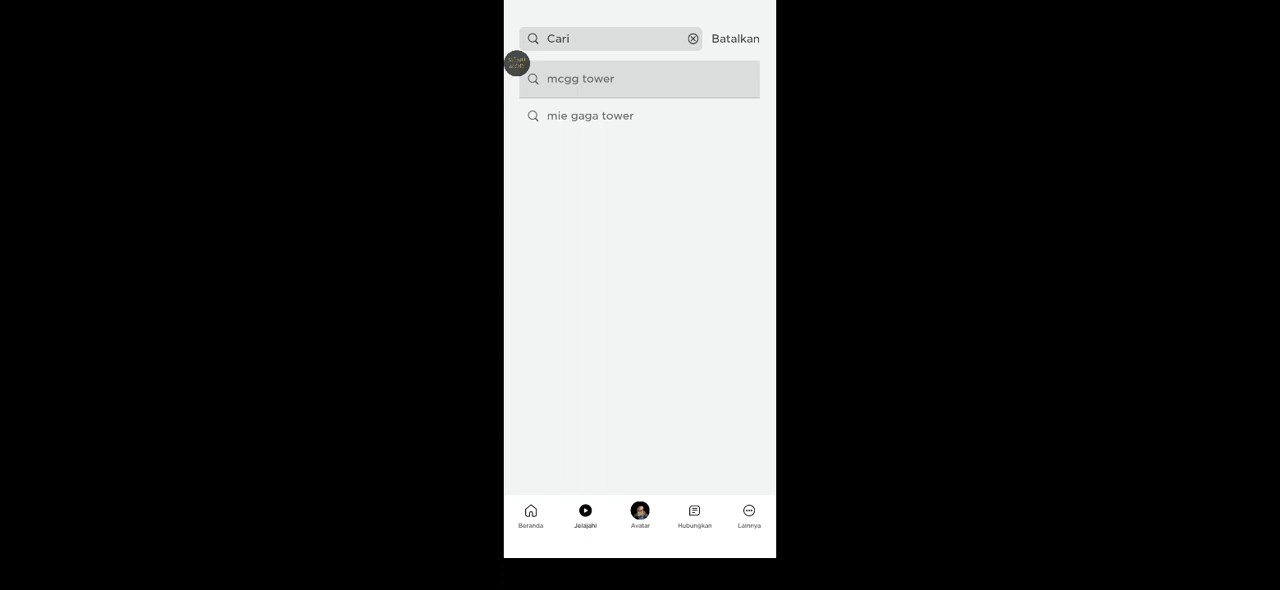 Cari
Batalkan
mcgg tower
mie gaga tower
Beranda
Jelajahi
Avatar
Hubungkan
Lainnya